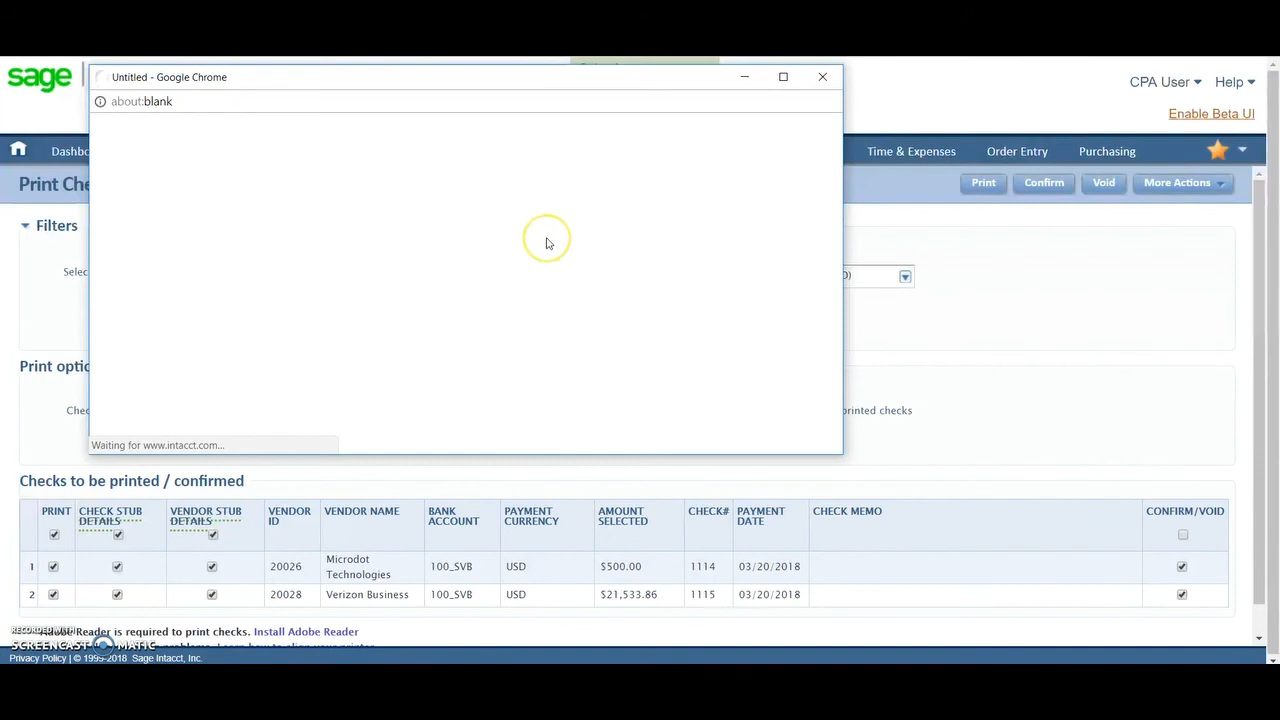 sage
Untitled - Google Chrome
about:blank
CPA User
Help
Enable Beta UI
Dashb
Time & Expenses
Order Entry
Purchasing
Print Che
Print
Confirm
Void
More Actions
Filters
Selec
D)
Print optio
Chec
printed checks
Waiting for www.intacct.com...
Checks to be printed / confirmed
PRINT
CHECK STUB DETAILS
VENDOR STUB DETAILS
VENDOR ID
VENDOR NAME
BANK ACCOUNT
PAYMENT CURRENCY
AMOUNT SELECTED
CHECK#
PAYMENT DATE
CHECK MEMO
CONFIRM/VOID
1 20026 Microdot Technologies 100_SVB USD $500.00 1114 03/20/2018
2 20028 Verizon Business 100_SVB USD $21,533.86 1115 03/20/2018
RECORDED WITH
Adobe Reader is required to print checks. Install Adobe Reader
SCREENCAST MATIC
Privacy Policy | © 1999-2018 Sage Intacct, Inc.